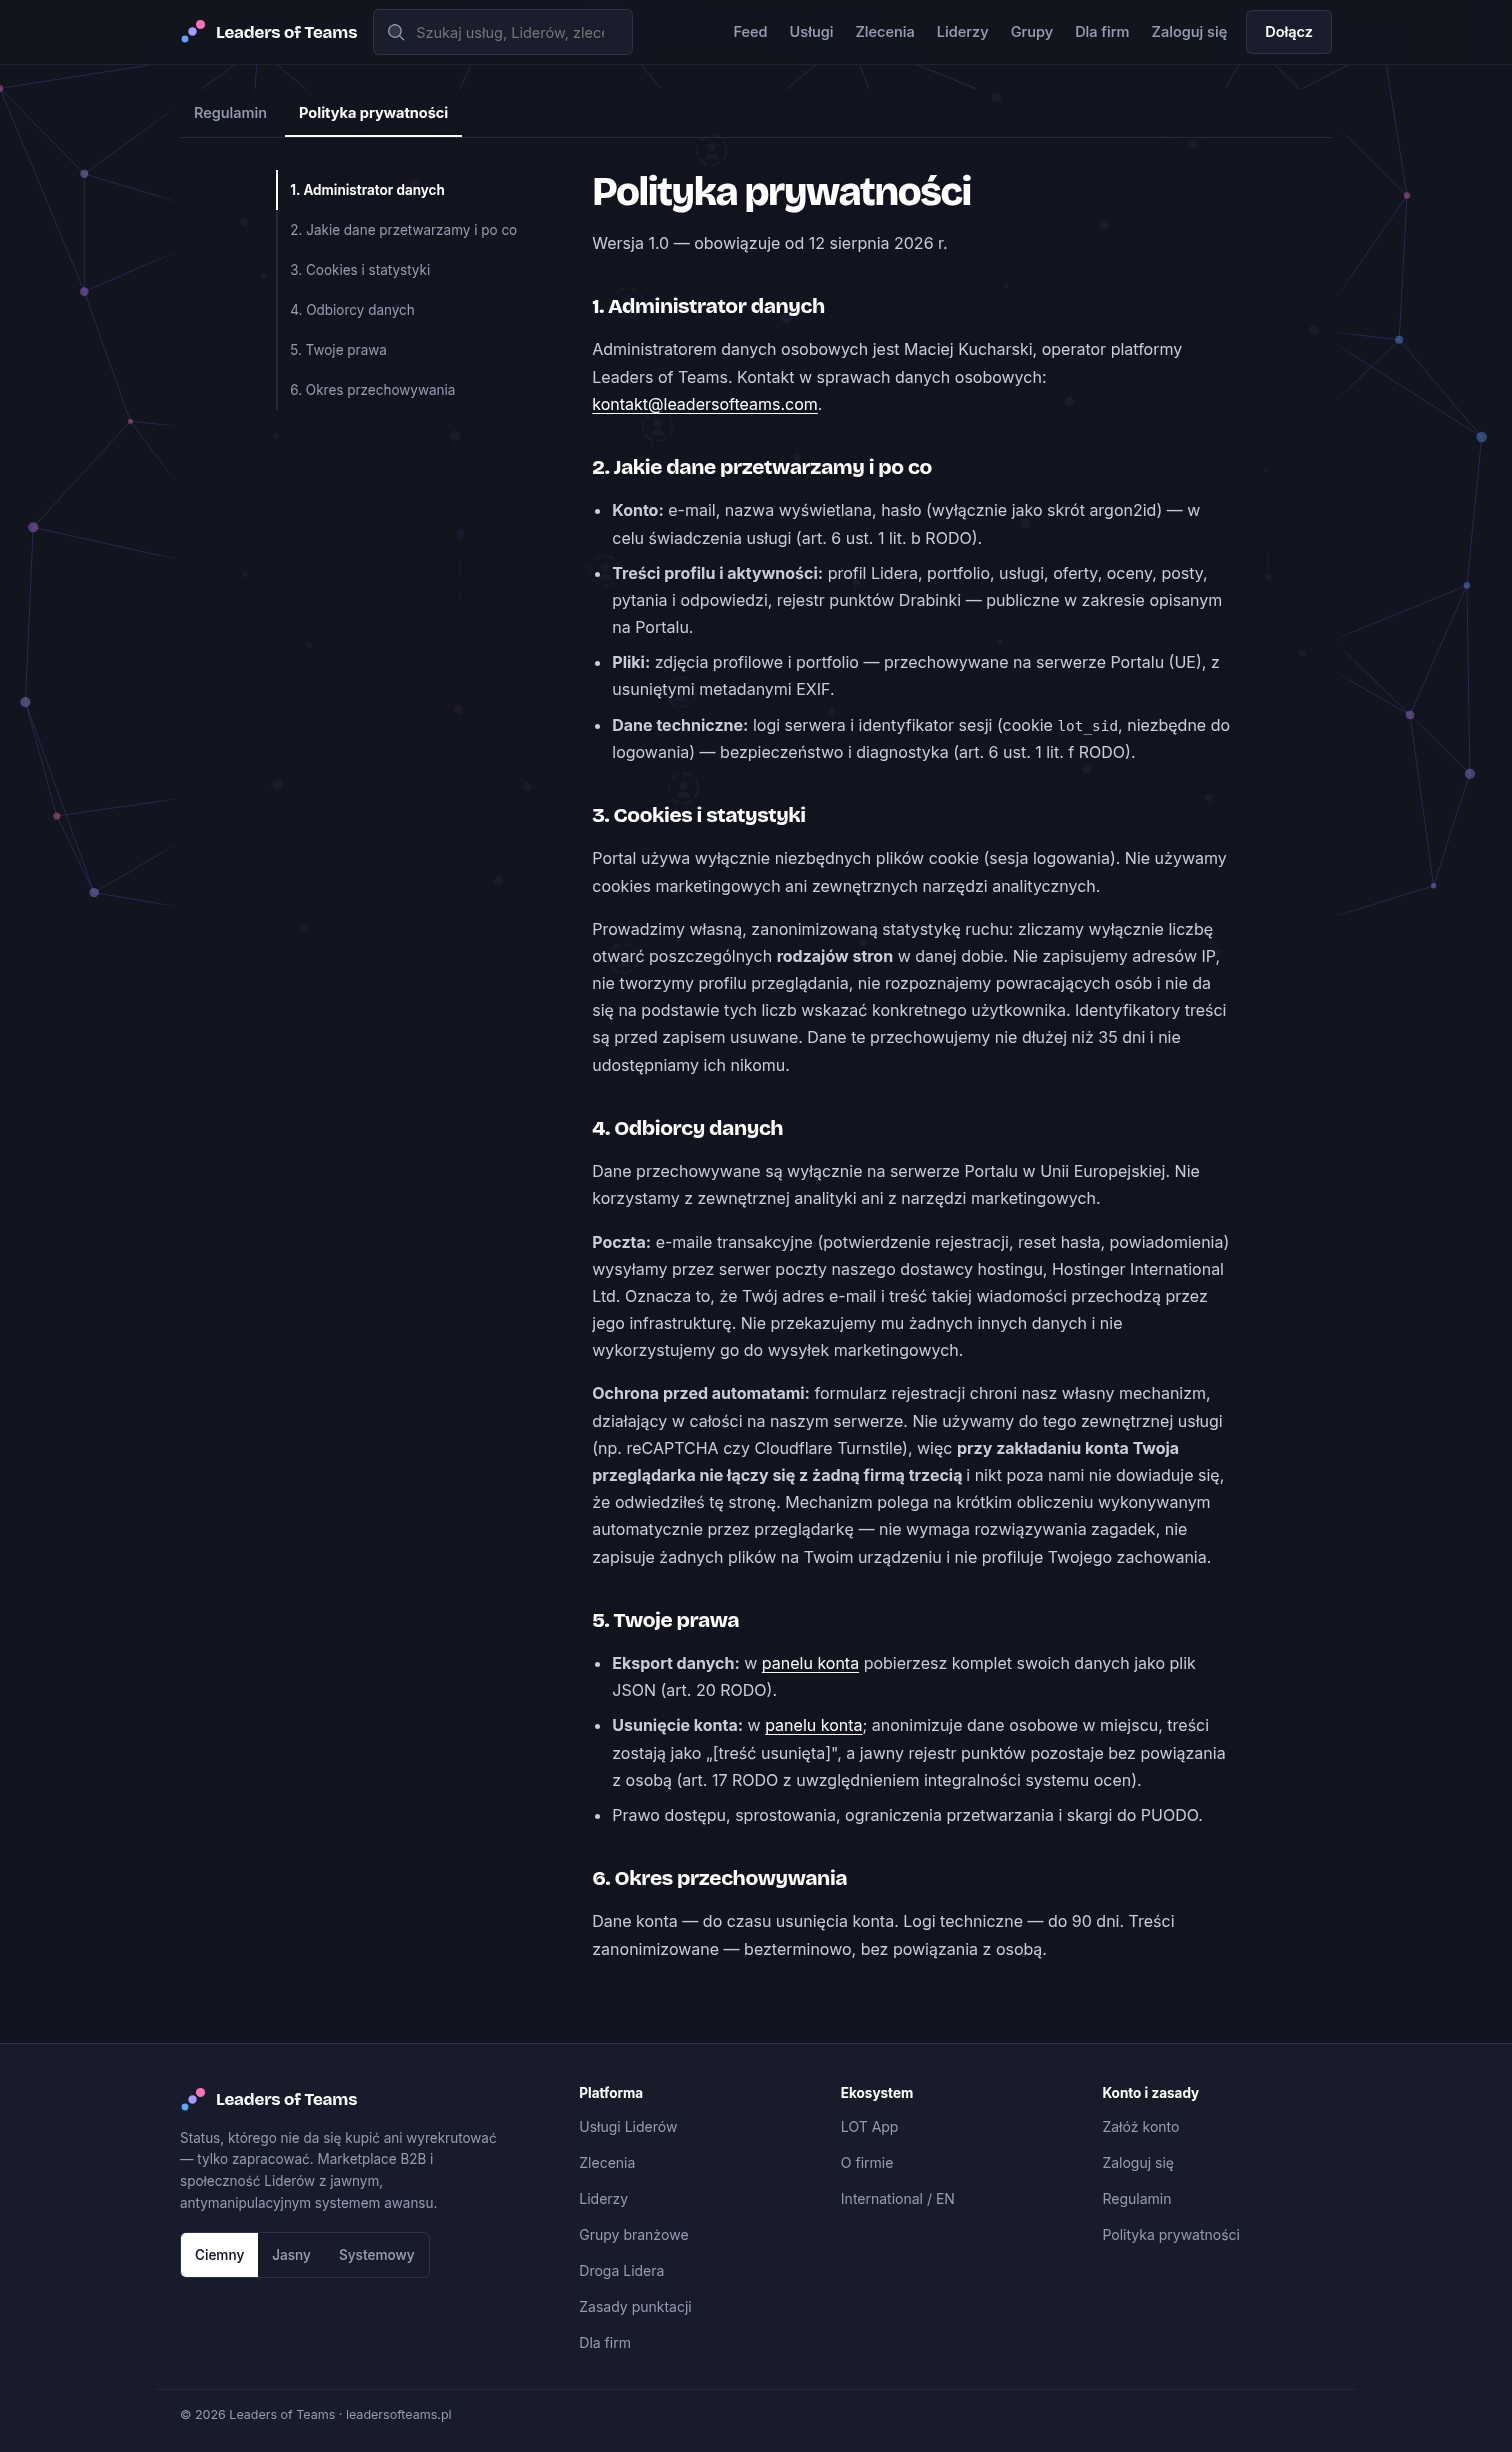 Leaders of Teams
Szukaj usług, Liderów, zlec
Feed
Usługi
Zlecenia
Liderzy
Grupy
Dla firm
Zaloguj się
Dołącz
Regulamin
Polityka prywatności
1. Administrator danych
2. Jakie dane przetwarzamy i po co
3. Cookies i statystyki
4. Odbiorcy danych
5. Twoje prawa
6. Okres przechowywania
Polityka prywatności
Wersja 1.0 — obowiązuje od 12 sierpnia 2026 r.
1. Administrator danych
Administratorem danych osobowych jest Maciej Kucharski, operator platformy
Leaders of Teams. Kontakt w sprawach danych osobowych:
kontakt@leadersofteams.com.
2. Jakie dane przetwarzamy i po co
• Konto: e-mail, nazwa wyświetlana, hasło (wyłącznie jako skrót argon2id) — w
celu świadczenia usługi (art. 6 ust. 1 lit. b RODO).
• Treści profilu i aktywności: profil Lidera, portfolio, usługi, oferty, oceny, posty,
pytania i odpowiedzi, rejestr punktów Drabinki — publiczne w zakresie opisanym
na Portalu.
• Pliki: zdjęcia profilowe i portfolio — przechowywane na serwerze Portalu (UE), z
usuniętymi metadanymi EXIF.
• Dane techniczne: logi serwera i identyfikator sesji (cookie lot_sid, niezbędne do
logowania) — bezpieczeństwo i diagnostyka (art. 6 ust. 1 lit. f RODO).
3. Cookies i statystyki
Portal używa wyłącznie niezbędnych plików cookie (sesja logowania). Nie używamy
cookies marketingowych ani zewnętrznych narzędzi analitycznych.
Prowadzimy własną, zanonimizowaną statystykę ruchu: zliczamy wyłącznie liczbę
otwarć poszczególnych rodzajów stron w danej dobie. Nie zapisujemy adresów IP,
nie tworzymy profilu przeglądania, nie rozpoznajemy powracających osób i nie da
się na podstawie tych liczb wskazać konkretnego użytkownika. Identyfikatory treści
są przed zapisem usuwane. Dane te przechowujemy nie dłużej niż 35 dni i nie
udostępniamy ich nikomu.
4. Odbiorcy danych
Dane przechowywane są wyłącznie na serwerze Portalu w Unii Europejskiej. Nie
korzystamy z zewnętrznej analityki ani z narzędzi marketingowych.
Poczta: e-maile transakcyjne (potwierdzenie rejestracji, reset hasła, powiadomienia)
wysyłamy przez serwer poczty naszego dostawcy hostingu, Hostinger International
Ltd. Oznacza to, że Twój adres e-mail i treść takiej wiadomości przechodzą przez
jego infrastrukturę. Nie przekazujemy mu żadnych innych danych i nie
wykorzystujemy go do wysyłek marketingowych.
Ochrona przed automatami: formularz rejestracji chroni nasz własny mechanizm,
działający w całości na naszym serwerze. Nie używamy do tego zewnętrznej usługi
(np. reCAPTCHA czy Cloudflare Turnstile), więc przy zakładaniu konta Twoja
przeglądarka nie łączy się z żadną firmą trzecią i nikt poza nami nie dowiaduje się,
że odwiedziłeś tę stronę. Mechanizm polega na krótkim obliczeniu wykonywanym
automatycznie przez przeglądarkę — nie wymaga rozwiązywania zagadek, nie
zapisuje żadnych plików na Twoim urządzeniu i nie profiluje Twojego zachowania.
5. Twoje prawa
• Eksport danych: w panelu konta pobierzesz komplet swoich danych jako plik
JSON (art. 20 RODO).
• Usunięcie konta: w panelu konta; anonimizuje dane osobowe w miejscu, treści
zostają jako „[treść usunięta]", a jawny rejestr punktów pozostaje bez powiązania
z osobą (art. 17 RODO z uwzględnieniem integralności systemu ocen).
• Prawo dostępu, sprostowania, ograniczenia przetwarzania i skargi do PUODO.
6. Okres przechowywania
Dane konta — do czasu usunięcia konta. Logi techniczne — do 90 dni. Treści
zanonimizowane — bezterminowo, bez powiązania z osobą.
Leaders of Teams
Status, którego nie da się kupić ani wyrekrutować
— tylko zapracować. Marketplace B2B i
społeczność Liderów z jawnym,
antymanipulacyjnym systemem awansu.
Ciemny
Jasny
Systemowy
Platforma
Usługi Liderów
Zlecenia
Liderzy
Grupy branżowe
Droga Lidera
Zasady punktacji
Dla firm
Ekosystem
LOT App
O firmie
International / EN
Konto i zasady
Załóż konto
Zaloguj się
Regulamin
Polityka prywatności
© 2026 Leaders of Teams · leadersofteams.pl